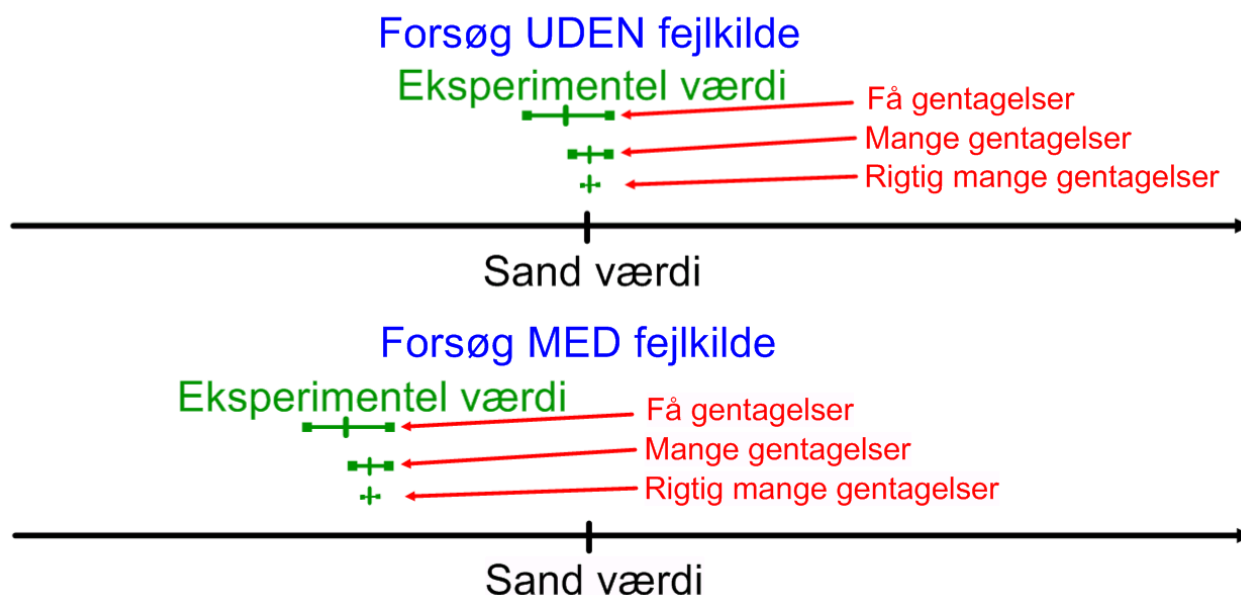 Forsøg UDEN fejlkilde
Eksperimentel værdi
Få gentagelser
Mange gentagelser
Rigtig mange gentagelser
Sand værdi
Forsøg MED fejlkilde
Eksperimentel værdi
Få gentagelser
Mange gentagelser
Rigtig mange gentagelser
Sand værdi